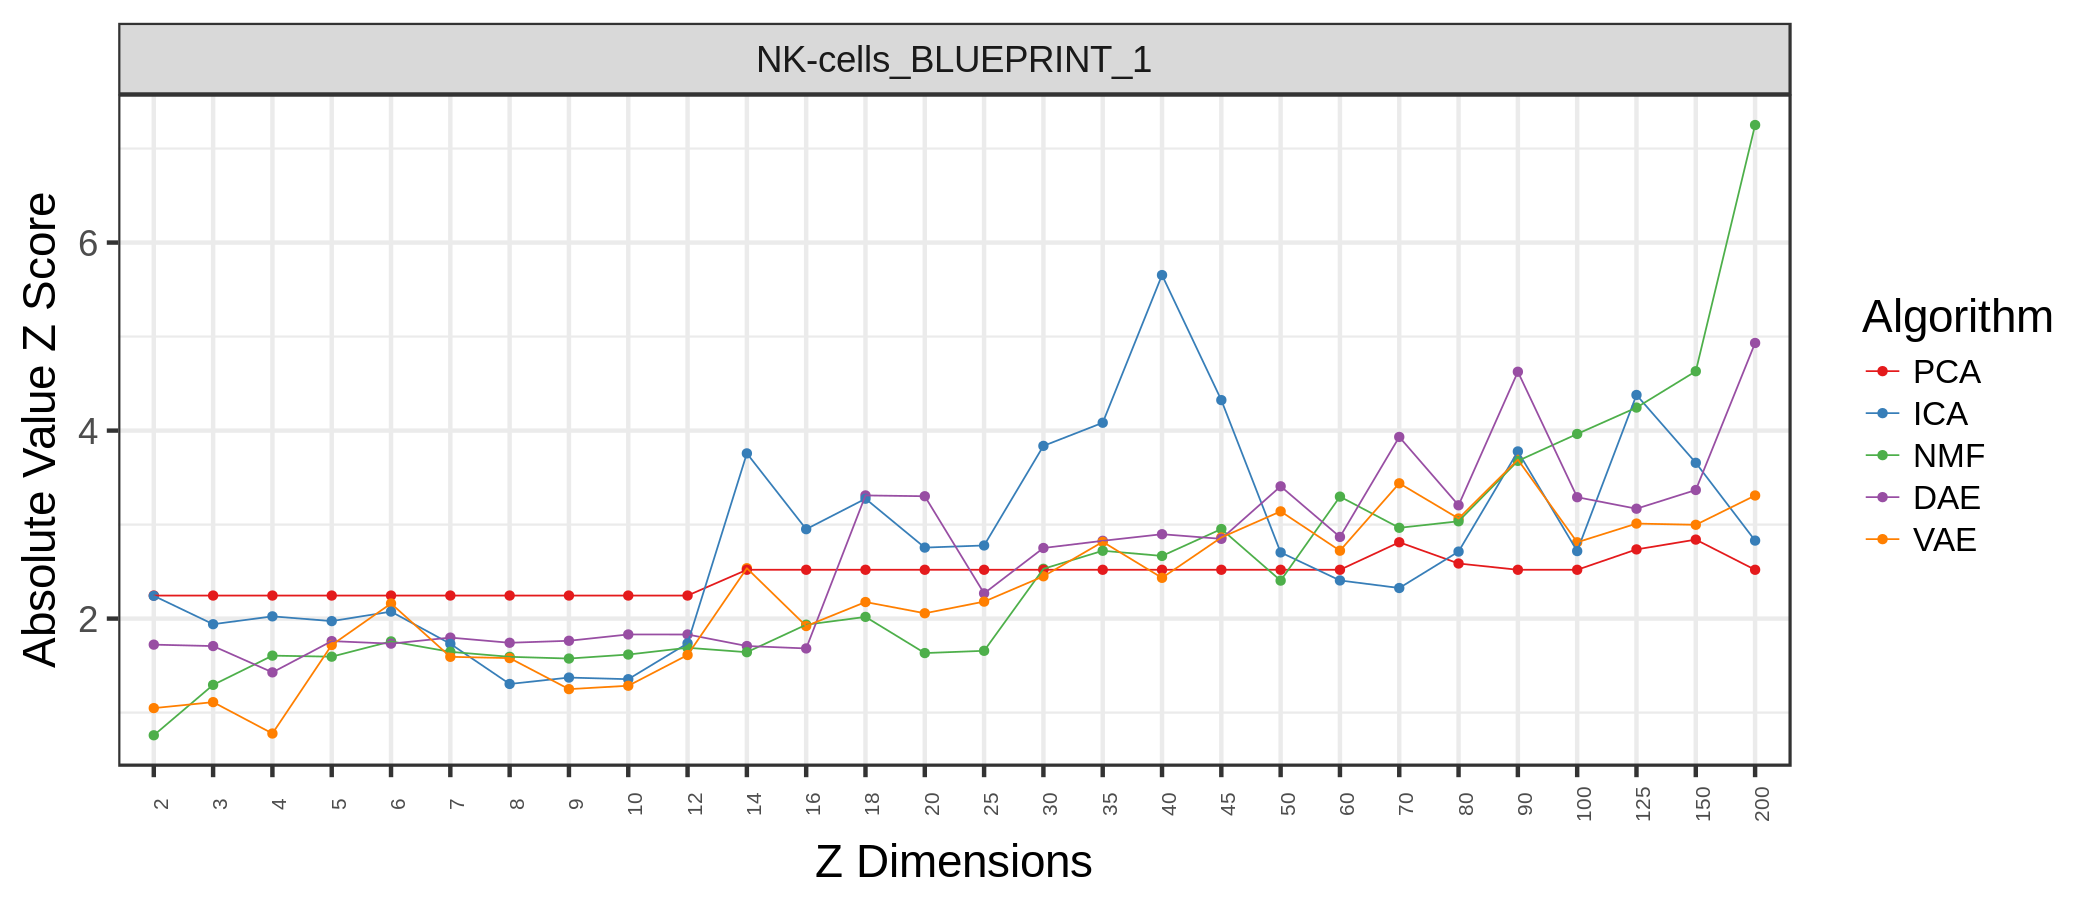 NK-cells_BLUEPRINT_1
Absolute Value Z Score
6
4
2
2 3 4 5 6 7 8 9 10 12 14 16 18 20 25 30 35 40 45 50 60 70 80 90 100 125 150 200
Z Dimensions
Algorithm
PCA
ICA
NMF
DAE
VAE